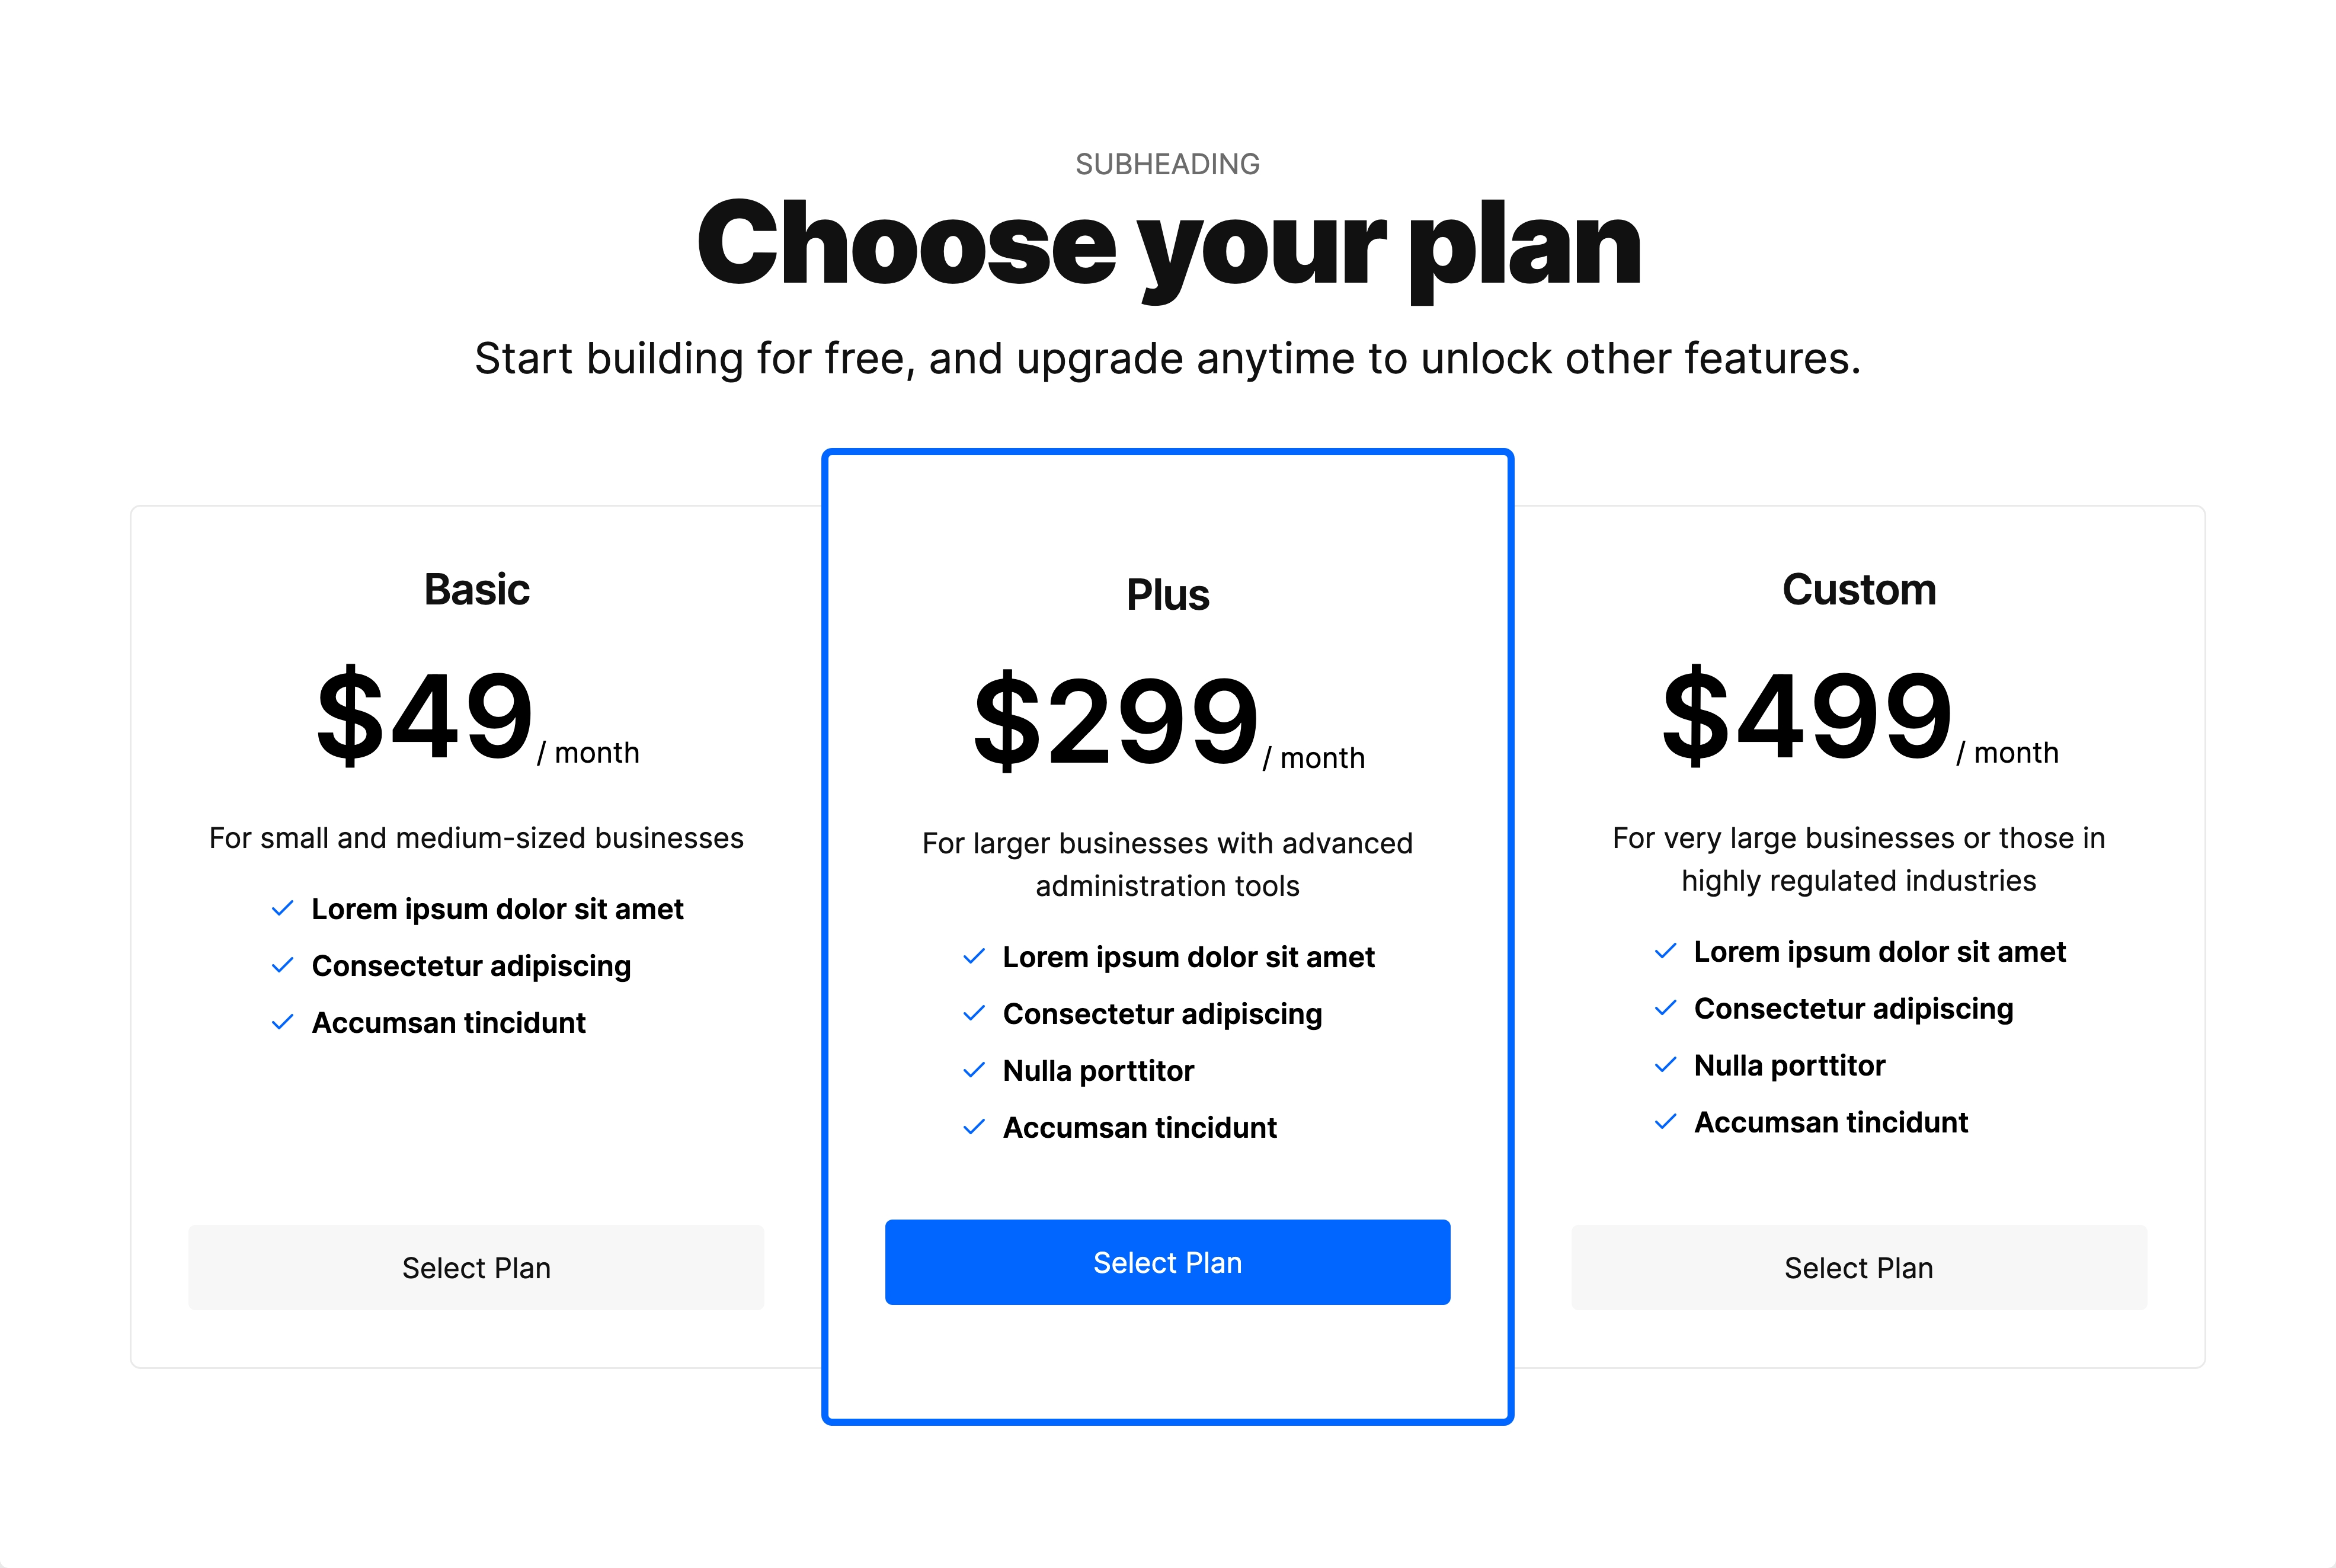 SUBHEADING
Choose your plan
Start building for free, and upgrade anytime to unlock other features.
Basic
$49 / month
For small and medium-sized businesses
Lorem ipsum dolor sit amet
Consectetur adipiscing
Accumsan tincidunt
Select Plan
Plus
$299 / month
For larger businesses with advanced
administration tools
Lorem ipsum dolor sit amet
Consectetur adipiscing
Nulla porttitor
Accumsan tincidunt
Select Plan
Custom
$499 / month
For very large businesses or those in
highly regulated industries
Lorem ipsum dolor sit amet
Consectetur adipiscing
Nulla porttitor
Accumsan tincidunt
Select Plan